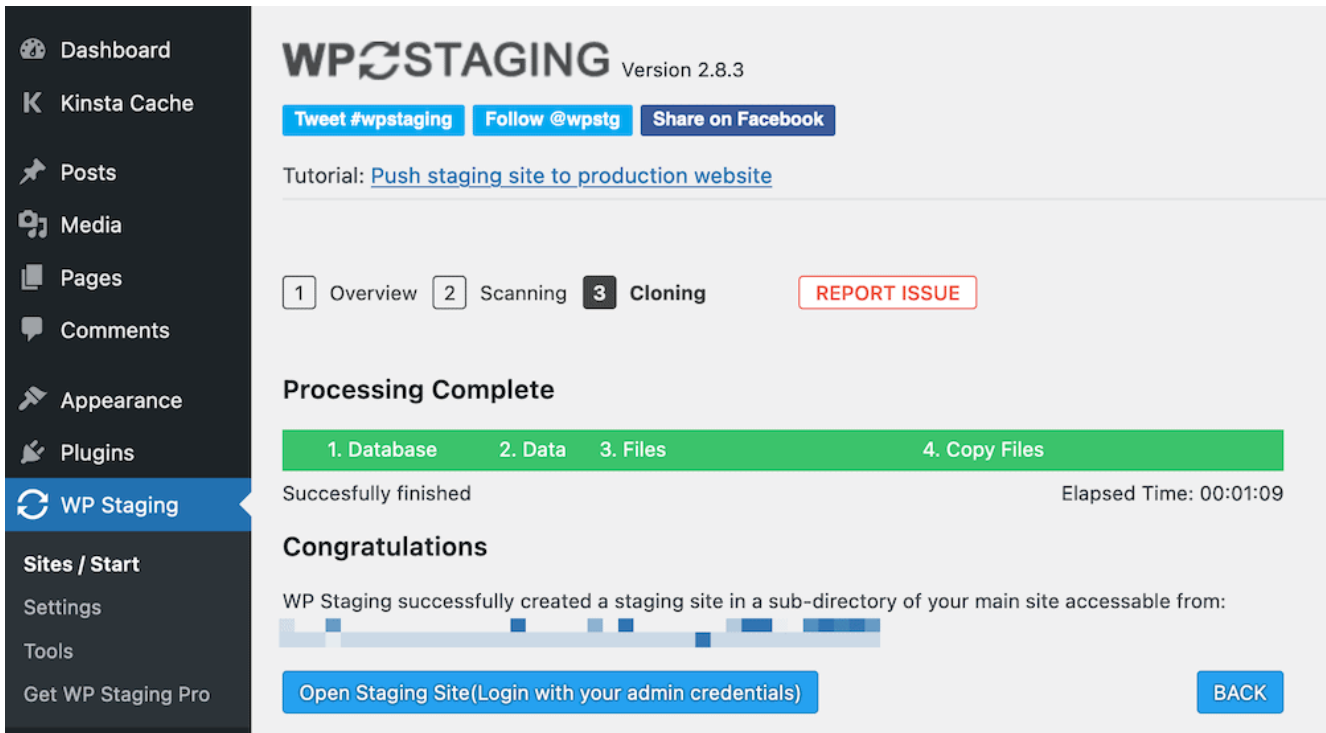 Dashboard
Kinsta Cache
Posts
Media
Pages
Comments
Appearance
Plugins
WP Staging
Sites / Start
Settings
Tools
Get WP Staging Pro
WP STAGING Version 2.8.3
Tweet #wpstaging Follow @wpstg Share on Facebook
Tutorial: Push staging site to production website
1 Overview 2 Scanning 3 Cloning REPORT ISSUE
Processing Complete
1. Database 2. Data 3. Files 4. Copy Files
Succesfully finished Elapsed Time: 00:01:09
Congratulations
WP Staging successfully created a staging site in a sub-directory of your main site accessable from:
Open Staging Site(Login with your admin credentials) BACK